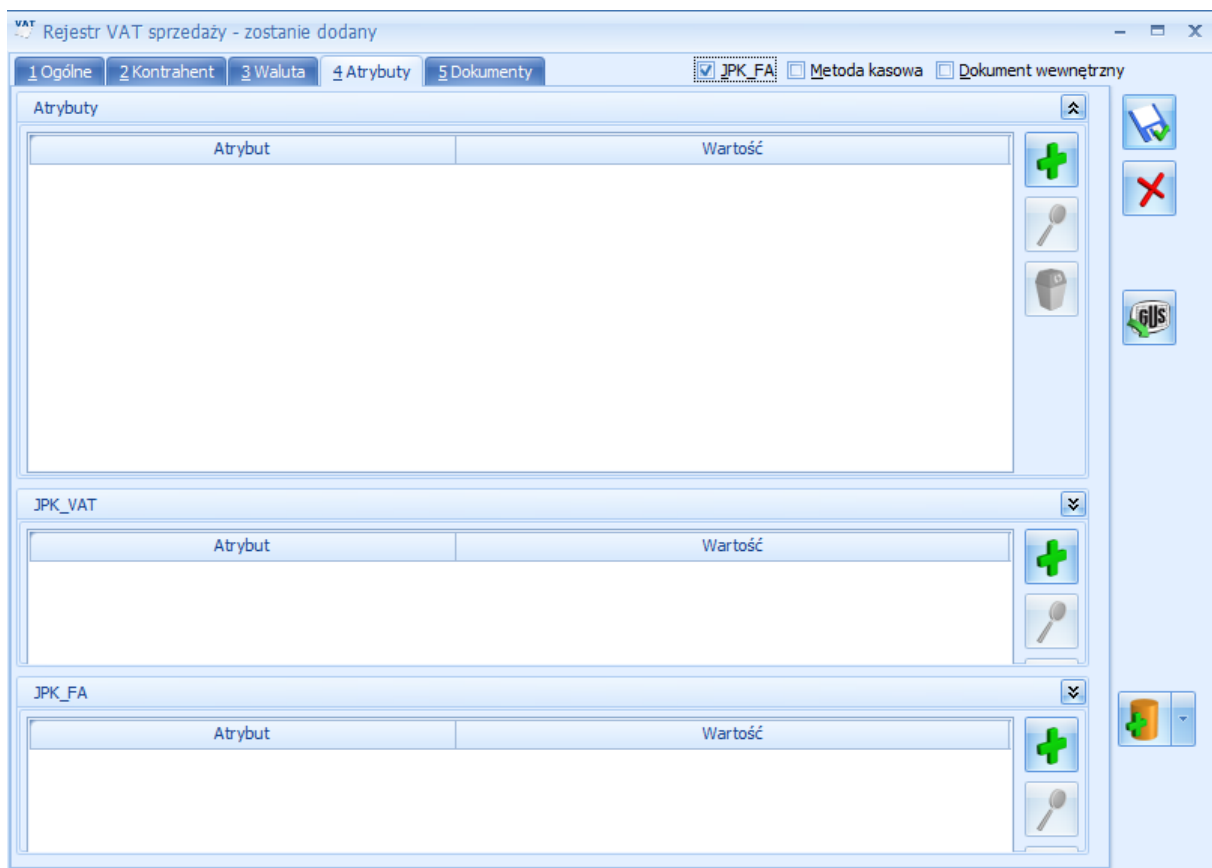 VAT Rejestr VAT sprzedaży - zostanie dodany
1 Ogólne 2 Kontrahent 3 Waluta 4 Atrybuty 5 Dokumenty JPK_FA Metoda kasowa Dokument wewnętrzny
Atrybuty
Atrybut Wartość
GUS
JPK_VAT
Atrybut Wartość
JPK_FA
Atrybut Wartość